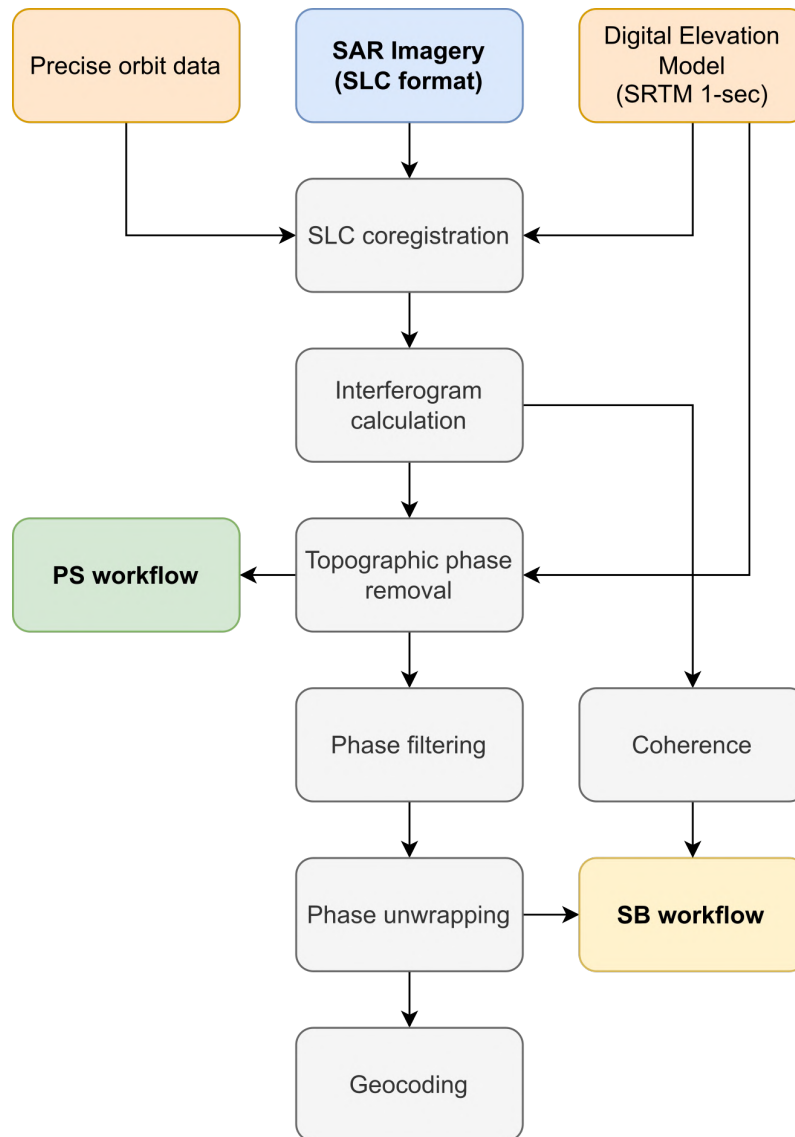 Precise orbit data
SAR Imagery
(SLC format)
Digital Elevation
Model
(SRTM 1-sec)
SLC coregistration
Interferogram
calculation
PS workflow
Topographic phase
removal
Phase filtering
Coherence
Phase unwrapping
SB workflow
Geocoding